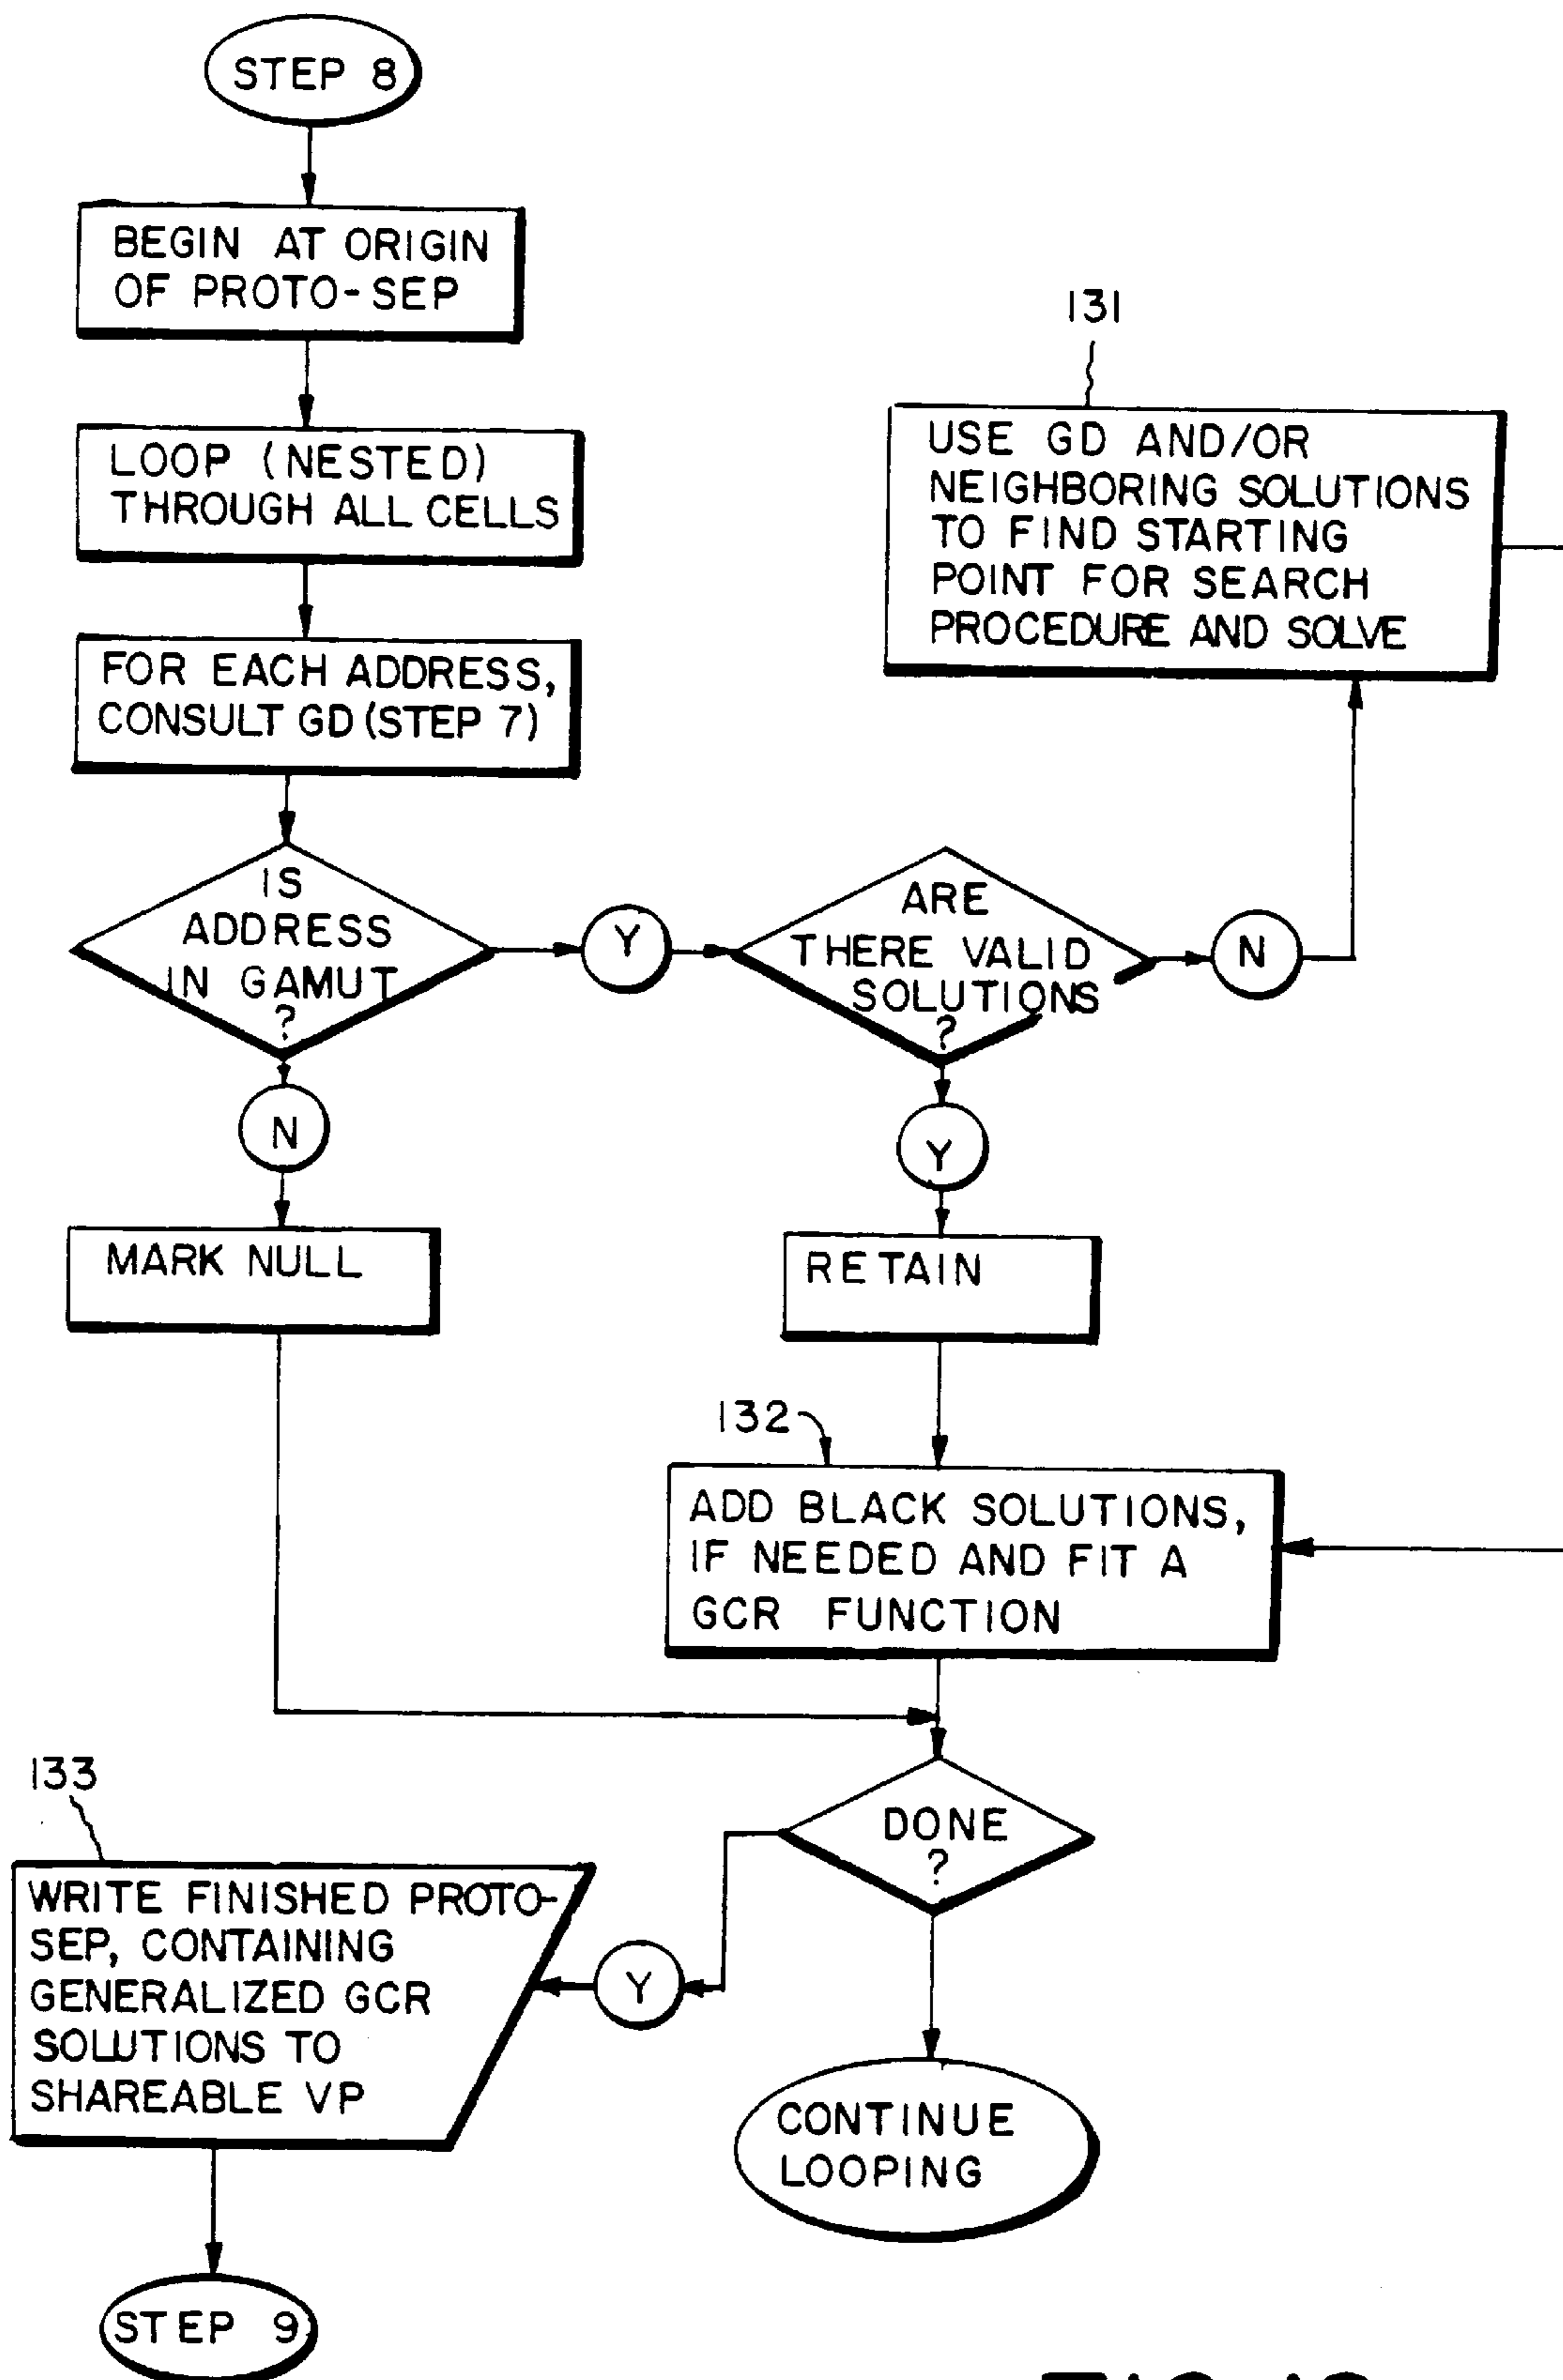 STEP 8
BEGIN AT ORIGIN
OF PROTO-SEP
LOOP (NESTED)
THROUGH ALL CELLS
FOR EACH ADDRESS,
CONSULT GD (STEP 7)
IS
ADDRESS
IN GAMUT
?
Y
ARE
THERE VALID
SOLUTIONS
?
N
131
USE GD AND/OR
NEIGHBORING SOLUTIONS
TO FIND STARTING
POINT FOR SEARCH
PROCEDURE AND SOLVE
N
MARK NULL
Y
RETAIN
132
ADD BLACK SOLUTIONS,
IF NEEDED AND FIT A
GCR FUNCTION
DONE
?
Y
133
WRITE FINISHED PROTO-
SEP, CONTAINING
GENERALIZED GCR
SOLUTIONS TO
SHAREABLE VP
CONTINUE
LOOPING
STEP 9